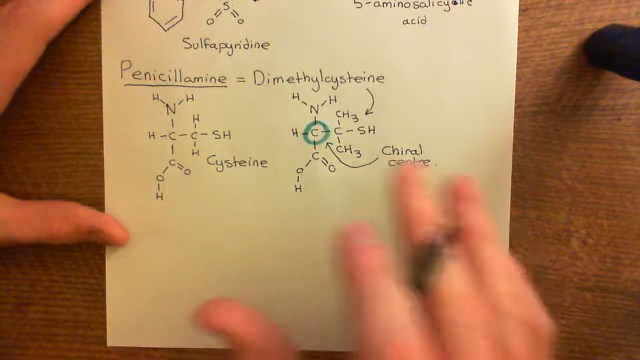 5-aminosalicylic
acid
Sulfapyridine
Penicillamine = Dimethylcysteine
H H H H
N N CH₃
H
H-C-C-SH H-C-C-SH
H CH₃
C O Cysteine C O Chiral
O O centre.
H H